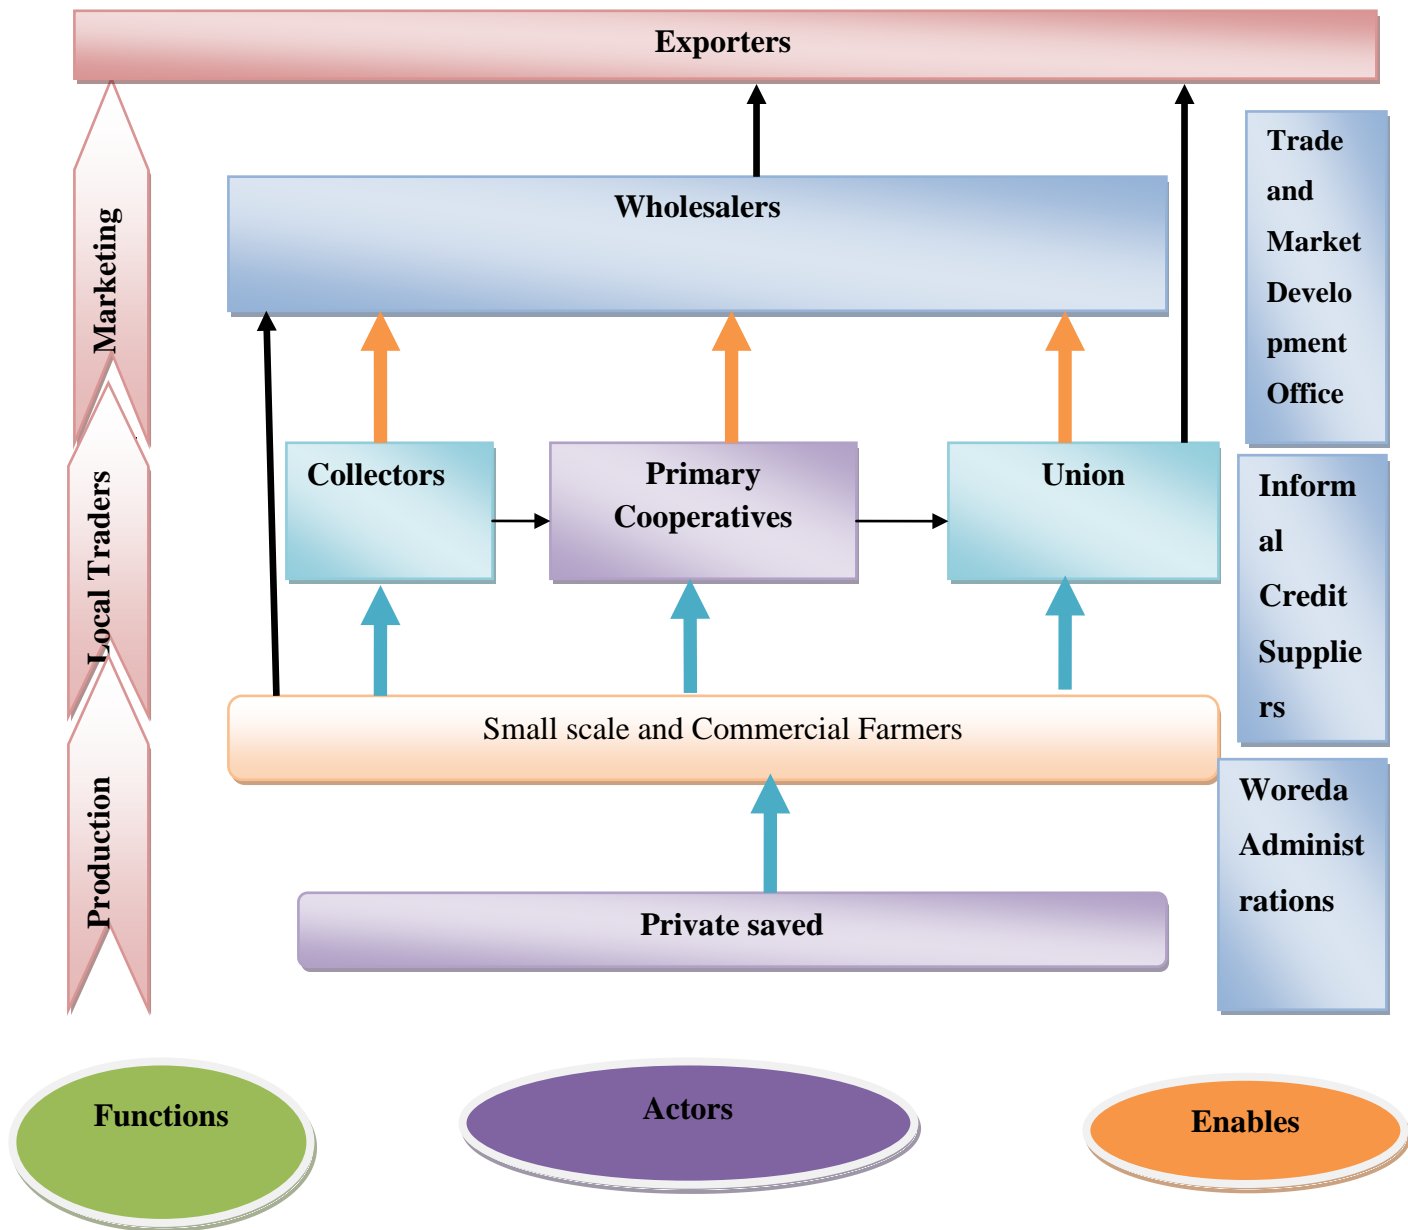 Exporters
Marketing
Wholesalers
Trade
and
Market
Develo
pment
Office
Local Traders
Collectors
Primary
Cooperatives
Union
Inform
al
Credit
Supplie
rs
Small scale and Commercial Farmers
Production
Private saved
Woreda
Administ
rations
Functions
Actors
Enables